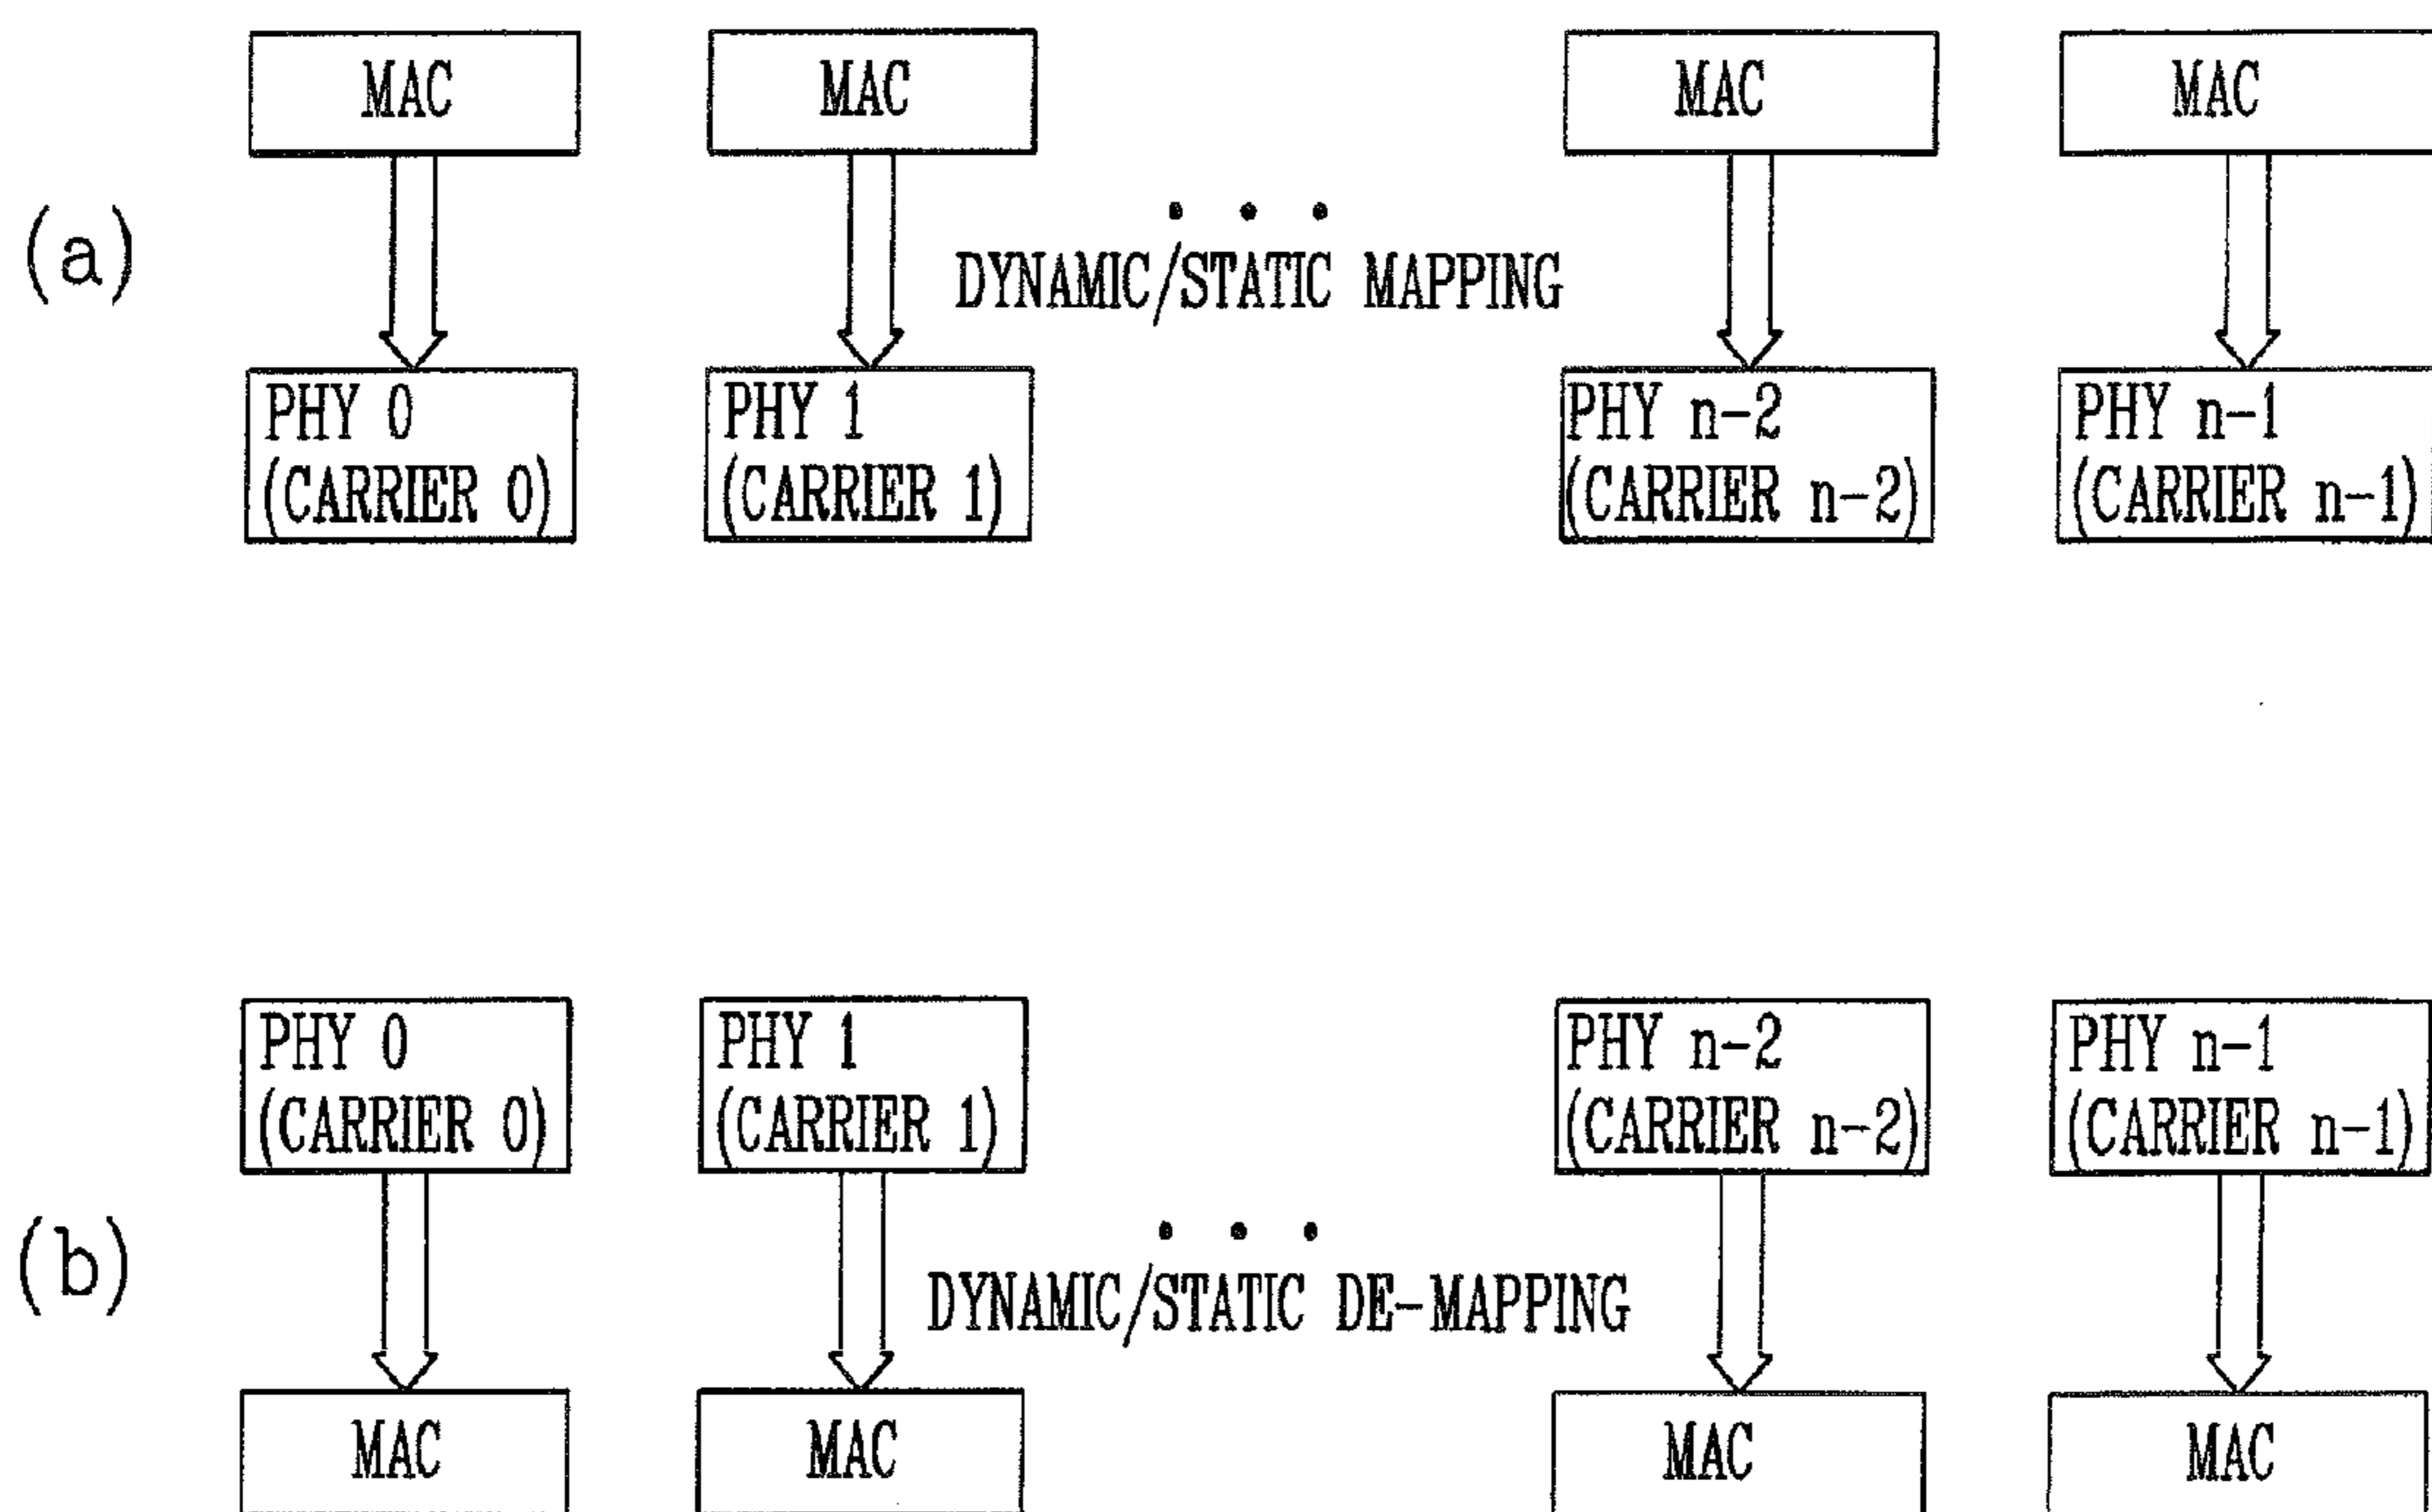 MAC MAC MAC MAC
(a)
• • •
DYNAMIC/STATIC MAPPING
PHY 0 PHY 1 PHY n-2 PHY n-1
(CARRIER 0) (CARRIER 1) (CARRIER n-2) (CARRIER n-1)
PHY 0 PHY 1 PHY n-2 PHY n-1
(CARRIER 0) (CARRIER 1) (CARRIER n-2) (CARRIER n-1)
(b)
• • •
DYNAMIC/STATIC DE-MAPPING
MAC MAC MAC MAC